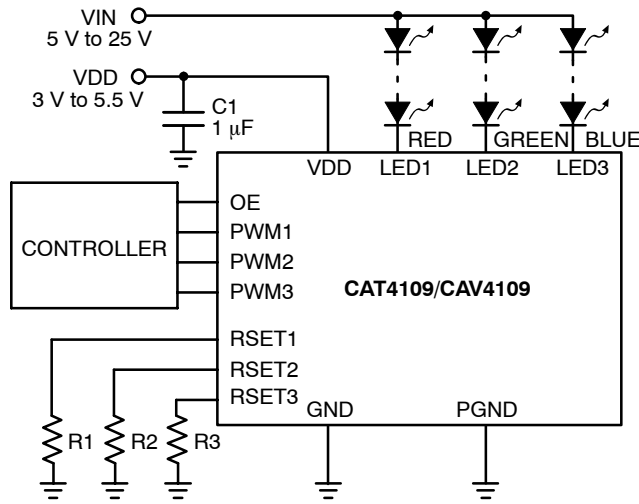 VIN
5 V to 25 V
VDD
3 V to 5.5 V
C1
1 μF
RED
GREEN
BLUE
VDD
LED1
LED2
LED3
CONTROLLER
OE
PWM1
PWM2
PWM3
CAT4109/CAV4109
RSET1
RSET2
RSET3
GND
PGND
R1
R2
R3